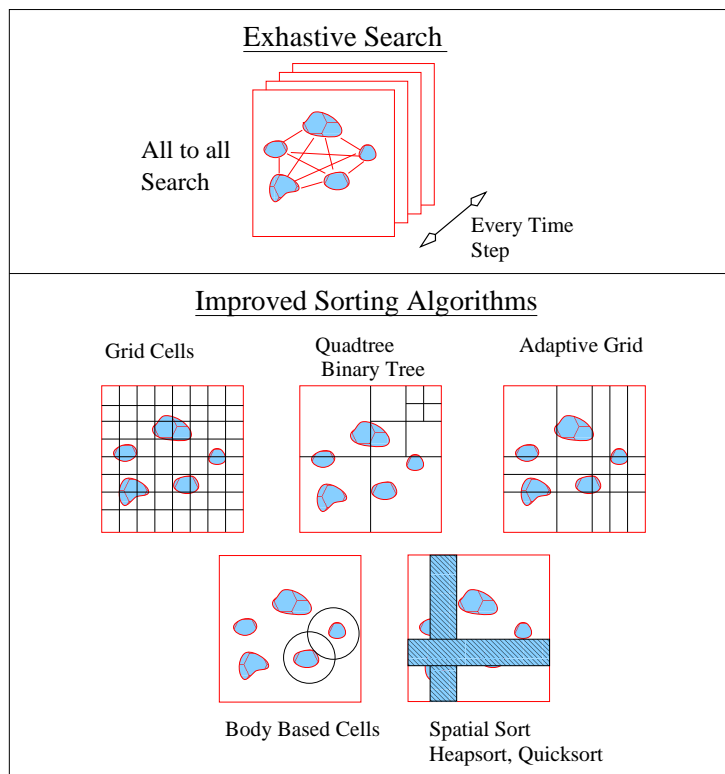 Exhastive Search
All to all
Search
Every Time
Step
Improved Sorting Algorithms
Grid Cells
Quadtree
Binary Tree
Adaptive Grid
Body Based Cells
Spatial Sort
Heapsort, Quicksort